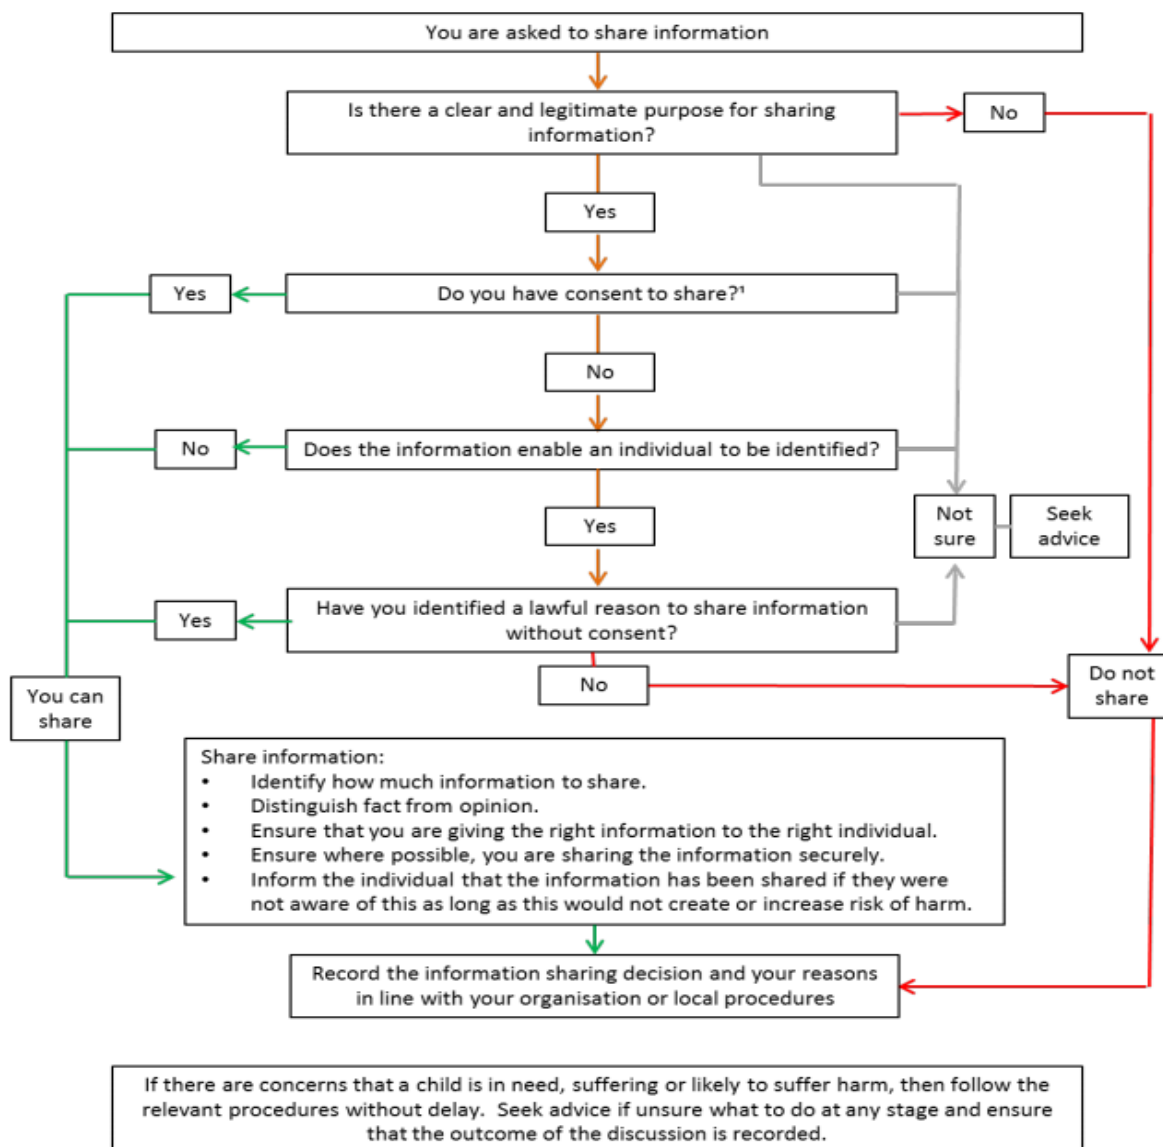 You are asked to share information
Is there a clear and legitimate purpose for sharing
information?
No
Yes
Yes
Do you have consent to share?¹
No
No
Does the information enable an individual to be identified?
Yes
Not
sure
Seek
advice
Yes
Have you identified a lawful reason to share information
without consent?
No
Do not
share
You can
share
Share information:
• Identify how much information to share.
• Distinguish fact from opinion.
• Ensure that you are giving the right information to the right individual.
• Ensure where possible, you are sharing the information securely.
• Inform the individual that the information has been shared if they were
not aware of this as long as this would not create or increase risk of harm.
Record the information sharing decision and your reasons
in line with your organisation or local procedures
If there are concerns that a child is in need, suffering or likely to suffer harm, then follow the
relevant procedures without delay. Seek advice if unsure what to do at any stage and ensure
that the outcome of the discussion is recorded.